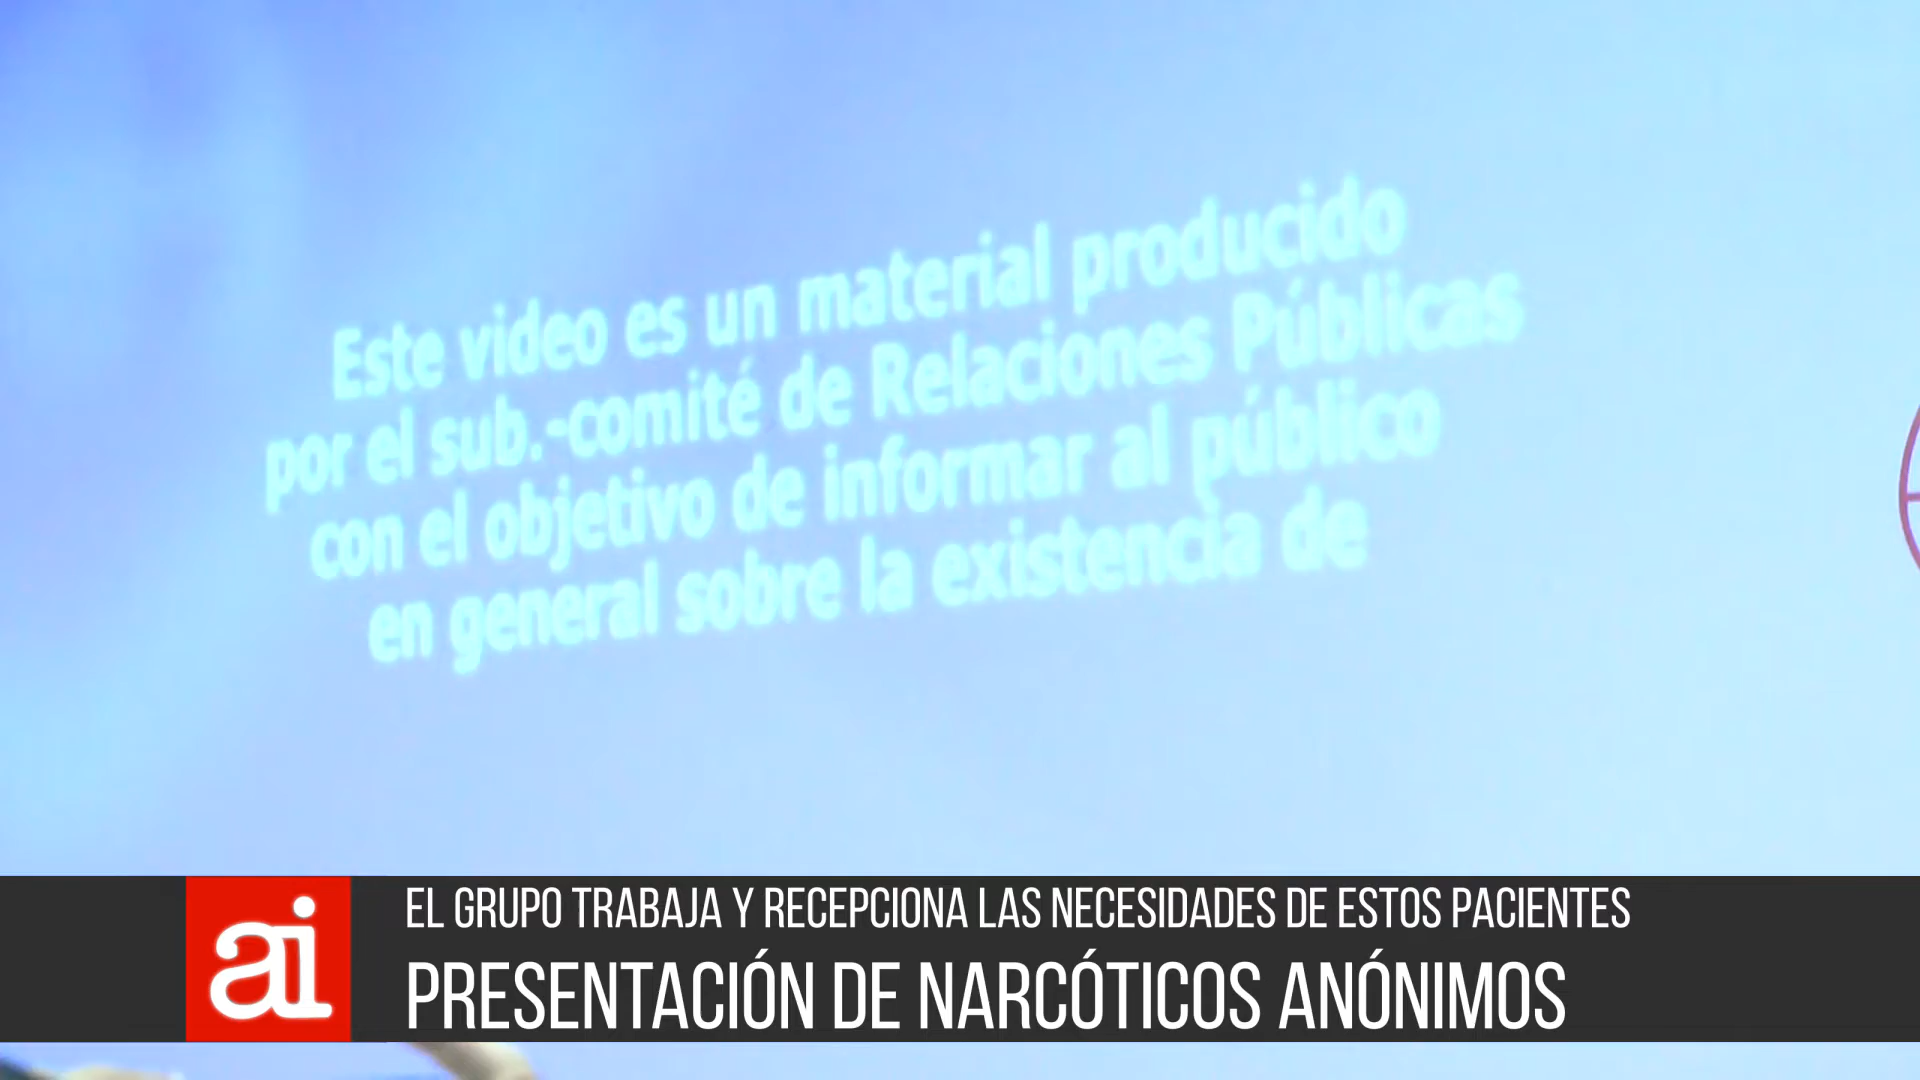 Este video es un material producido
por el sub.-comité de Relaciones Públicas
con el objetivo de informar al público
en general sobre la existencia de
ai
EL GRUPO TRABAJA Y RECEPCIONA LAS NECESIDADES DE ESTOS PACIENTES
PRESENTACIÓN DE NARCÓTICOS ANÓNIMOS